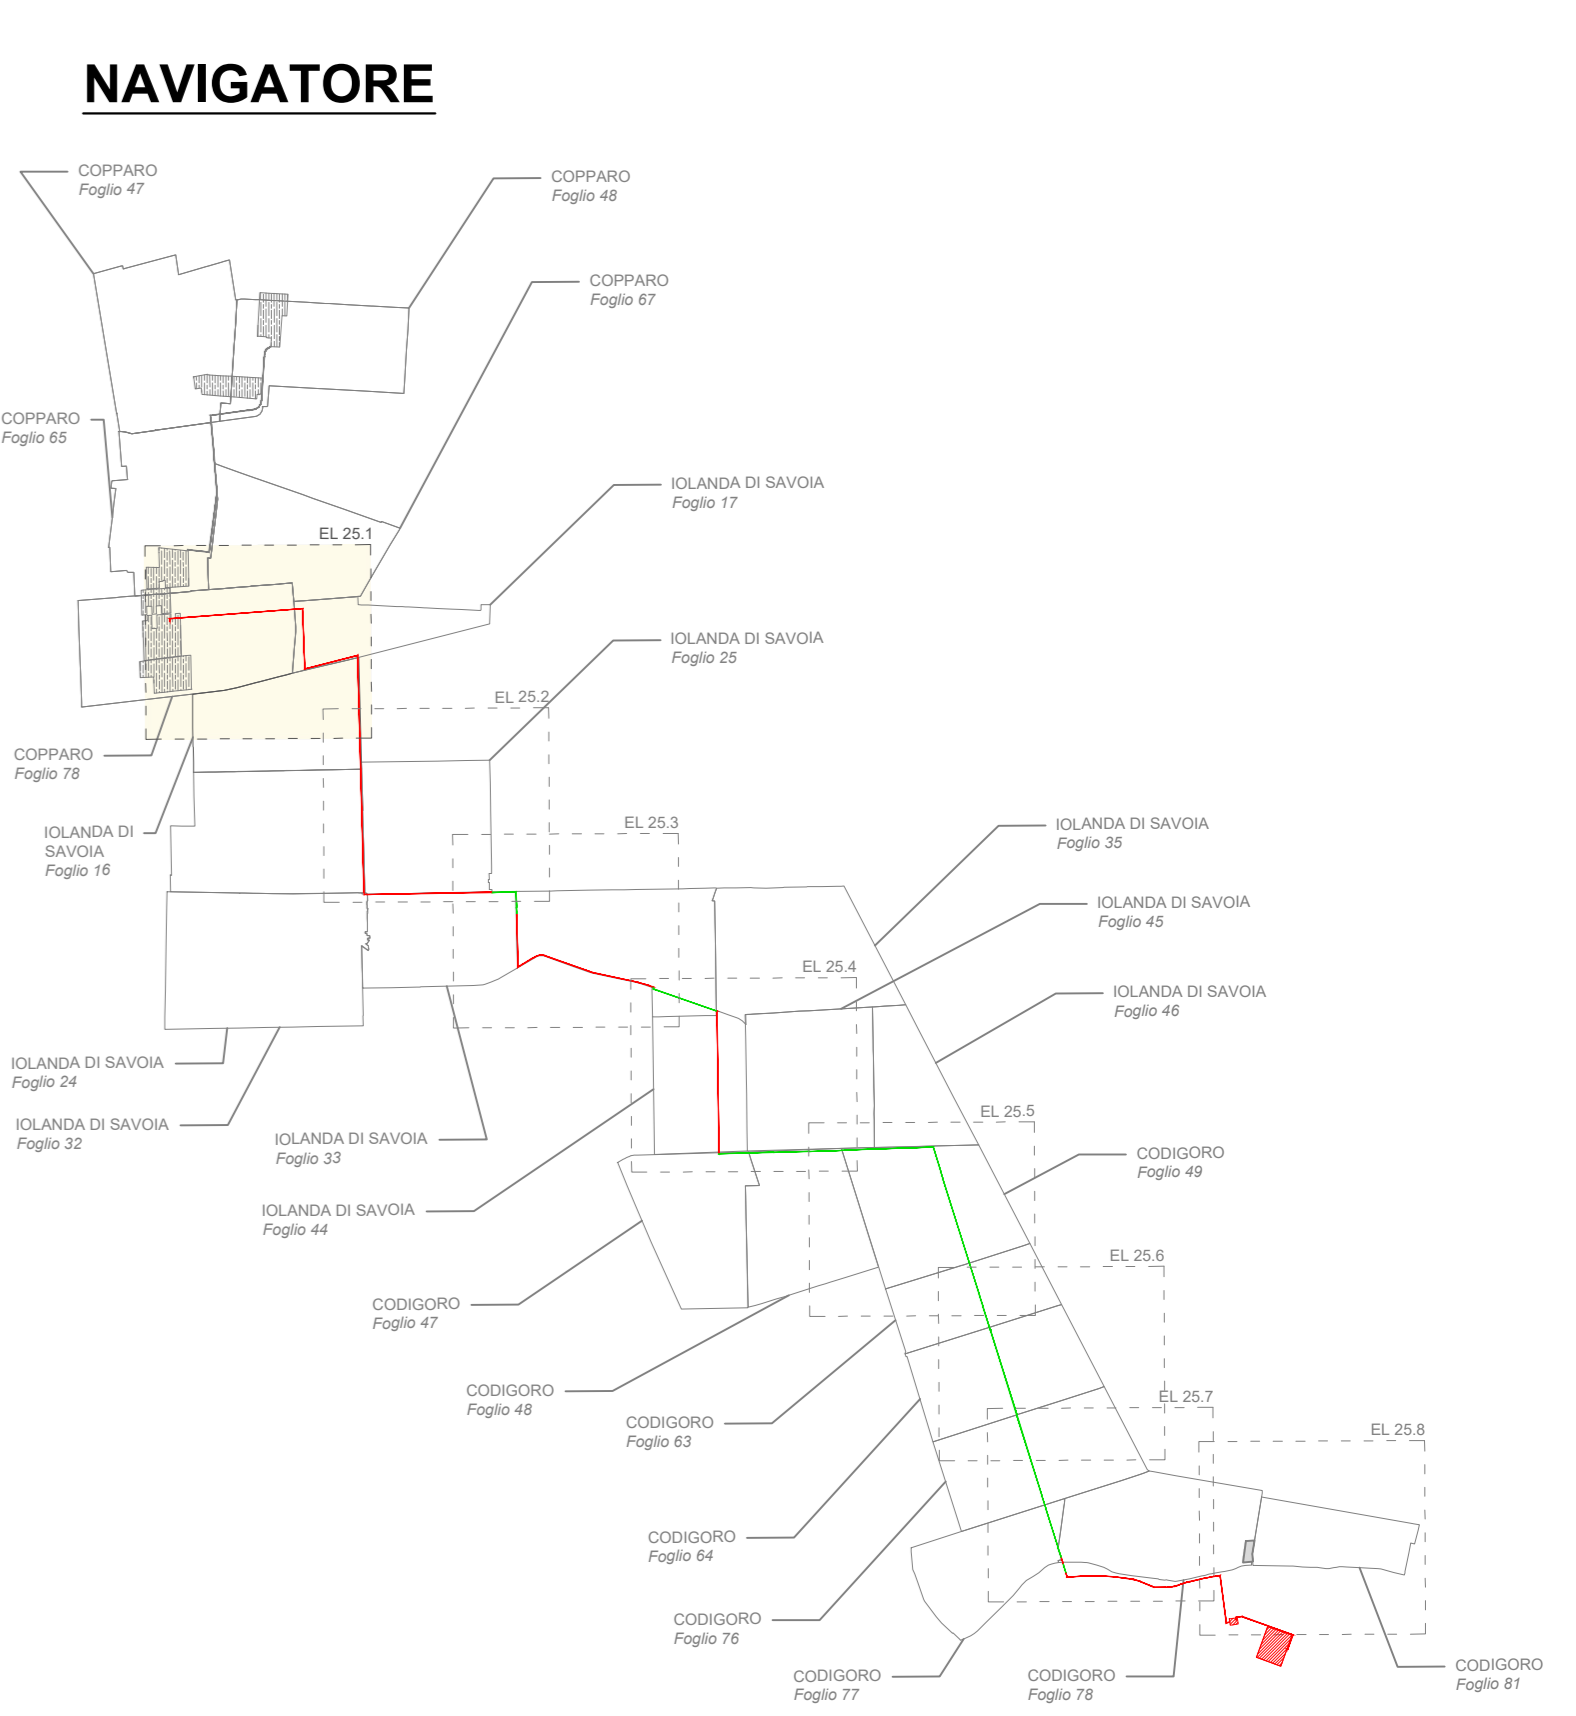 NAVIGATORE
COPPARO
Foglio 47
COPPARO
Foglio 48
COPPARO
Foglio 67
COPPARO
Foglio 65
IOLANDA DI SAVOIA
Foglio 17
EL 25.1
IOLANDA DI SAVOIA
Foglio 25
EL 25.2
COPPARO
Foglio 78
IOLANDA DI
SAVOIA
Foglio 16
EL 25.3
IOLANDA DI SAVOIA
Foglio 35
IOLANDA DI SAVOIA
Foglio 45
EL 25.4
IOLANDA DI SAVOIA
Foglio 46
IOLANDA DI SAVOIA
Foglio 24
IOLANDA DI SAVOIA
Foglio 32
IOLANDA DI SAVOIA
Foglio 33
EL 25.5
CODIGORO
Foglio 49
IOLANDA DI SAVOIA
Foglio 44
EL 25.6
CODIGORO
Foglio 47
CODIGORO
Foglio 48
EL 25.7
CODIGORO
Foglio 63
EL 25.8
CODIGORO
Foglio 64
CODIGORO
Foglio 76
CODIGORO
Foglio 77
CODIGORO
Foglio 78
CODIGORO
Foglio 81